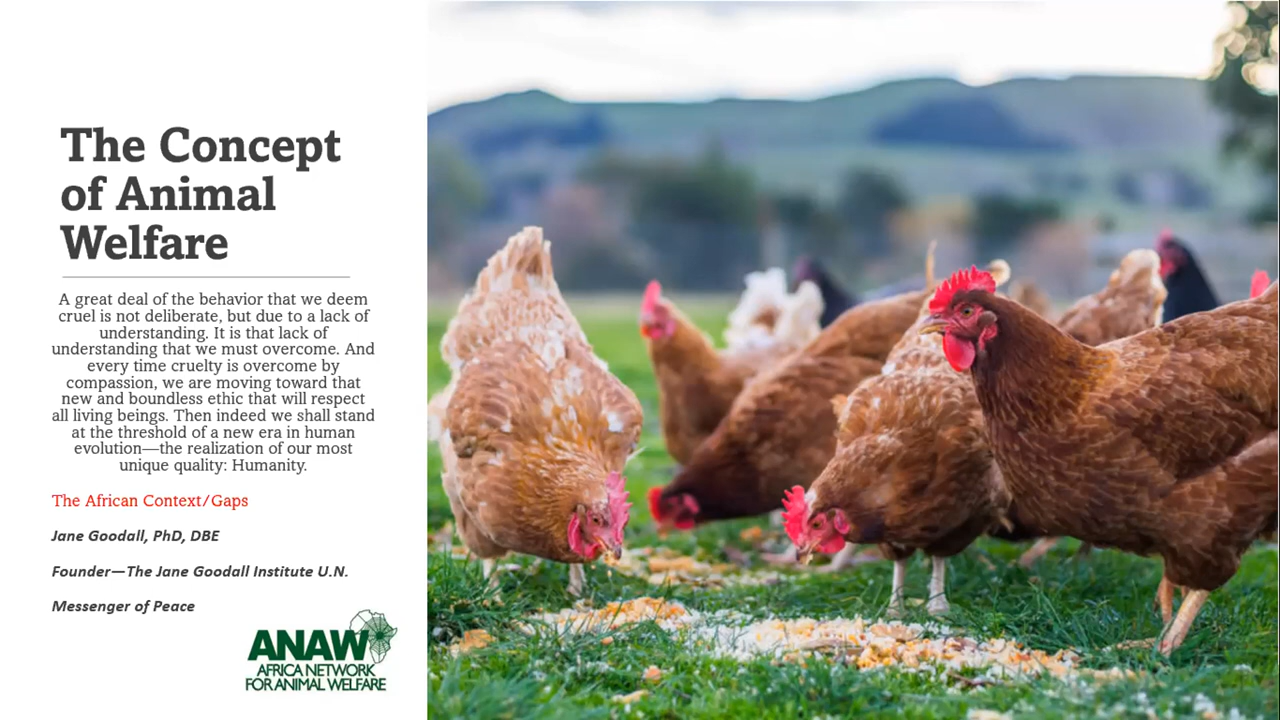 The Concept
of Animal
Welfare
A great deal of the behavior that we deem
cruel is not deliberate, but due to a lack of
understanding. It is that lack of
understanding that we must overcome. And
every time cruelty is overcome by
compassion, we are moving toward that
new and boundless ethic that will respect
all living beings. Then indeed we shall stand
at the threshold of a new era in human
evolution—the realization of our most
unique quality: Humanity.
The African Context/Gaps
Jane Goodall, PhD, DBE
Founder—The Jane Goodall Institute U.N.
Messenger of Peace
ANAW
AFRICA NETWORK
FOR ANIMAL WELFARE